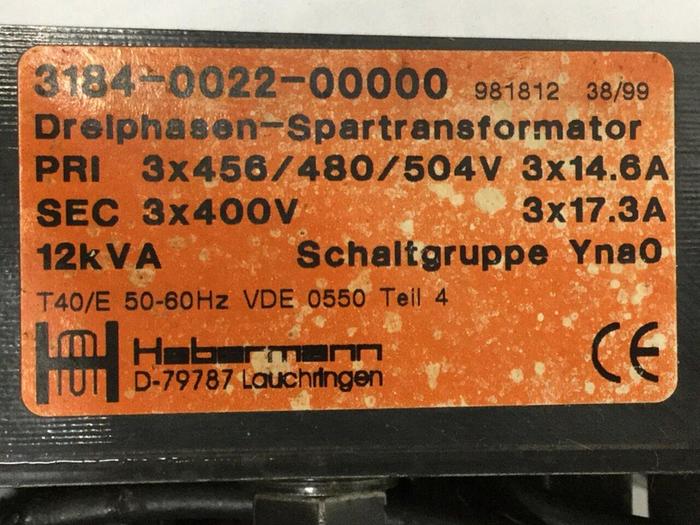 3184-0022-00000 981812 38/99
Dreiphasen-Spartransformator
PRI 3x456/480/504V 3x14.6A
SEC 3x400V 3x17.3A
12kVA Schaltgruppe Yna0
T40/E 50-60Hz VDE 0550 Teil 4
Habermann
D-79787 Lauchringen
CE